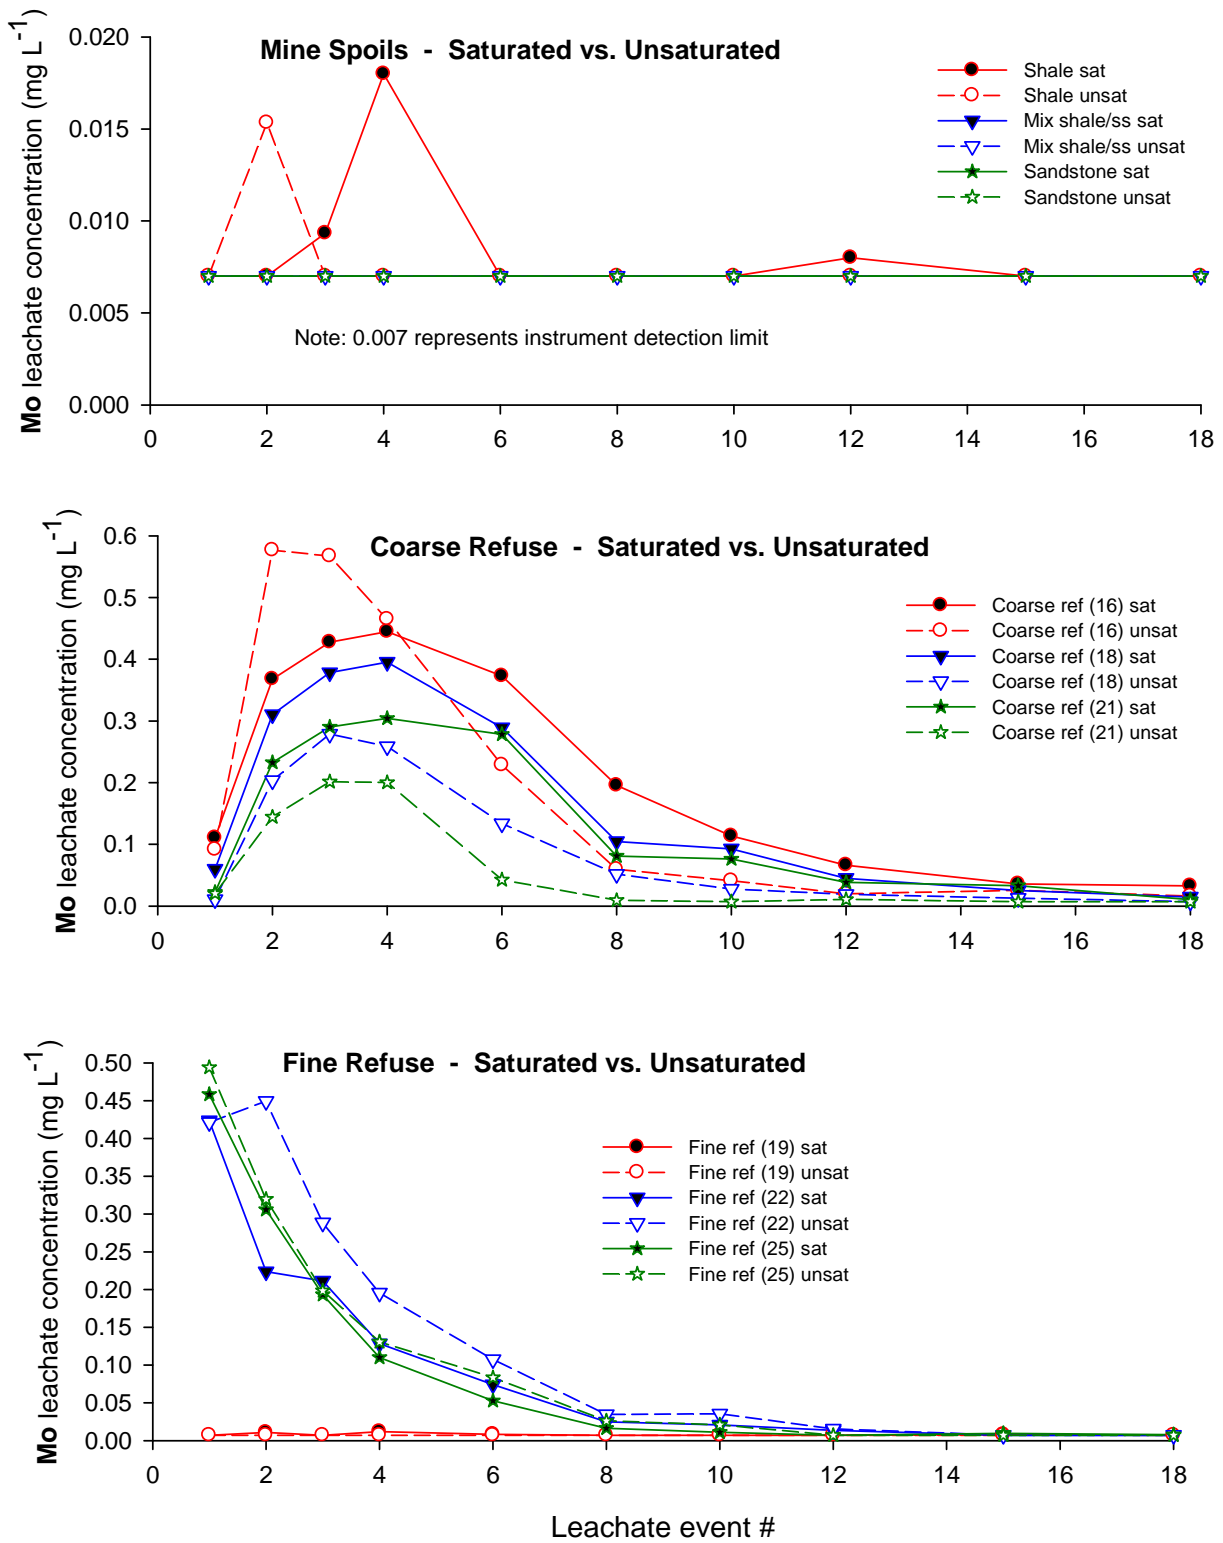 Mine Spoils - Saturated vs. Unsaturated
Mo leachate concentration (mg L-1)
0.020
0.015
0.010
0.005
0.000
Shale sat
Shale unsat
Mix shale/ss sat
Mix shale/ss unsat
Sandstone sat
Sandstone unsat
Note: 0.007 represents instrument detection limit
0 2 4 6 8 10 12 14 16 18
Coarse Refuse - Saturated vs. Unsaturated
Mo leachate concentration (mg L-1)
0.6
0.5
0.4
0.3
0.2
0.1
0.0
Coarse ref (16) sat
Coarse ref (16) unsat
Coarse ref (18) sat
Coarse ref (18) unsat
Coarse ref (21) sat
Coarse ref (21) unsat
0 2 4 6 8 10 12 14 16 18
Fine Refuse - Saturated vs. Unsaturated
Mo leachate concentration (mg L-1)
0.50
0.45
0.40
0.35
0.30
0.25
0.20
0.15
0.10
0.05
0.00
Fine ref (19) sat
Fine ref (19) unsat
Fine ref (22) sat
Fine ref (22) unsat
Fine ref (25) sat
Fine ref (25) unsat
0 2 4 6 8 10 12 14 16 18
Leachate event #